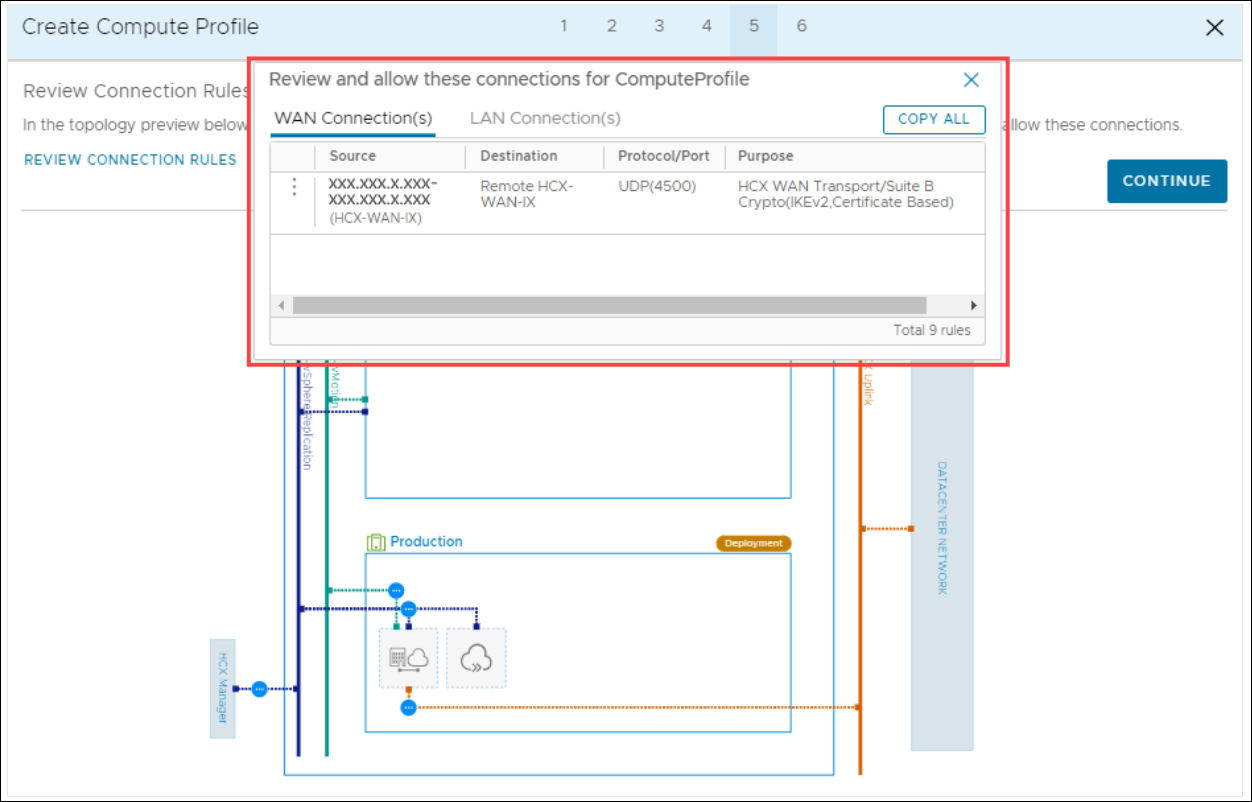 Create Compute Profile
1 2 3 4 5 6
Review and allow these connections for ComputeProfile
Review Connection Rules
In the topology preview below
allow these connections.
REVIEW CONNECTION RULES
CONTINUE
WAN Connection(s) LAN Connection(s) COPY ALL
Source Destination Protocol/Port Purpose
XXX.XXX.X.XXX- Remote HCX- UDP(4500) HCX WAN Transport/Suite B
XXX.XXX.X.XXX WAN-IX Crypto(IKEv2,Certificate Based)
(HCX-WAN-IX)
Total 9 rules
vSphere Replication
vMotion
Uplink
DATACENTER NETWORK
Production
Deployment
HCX Manager